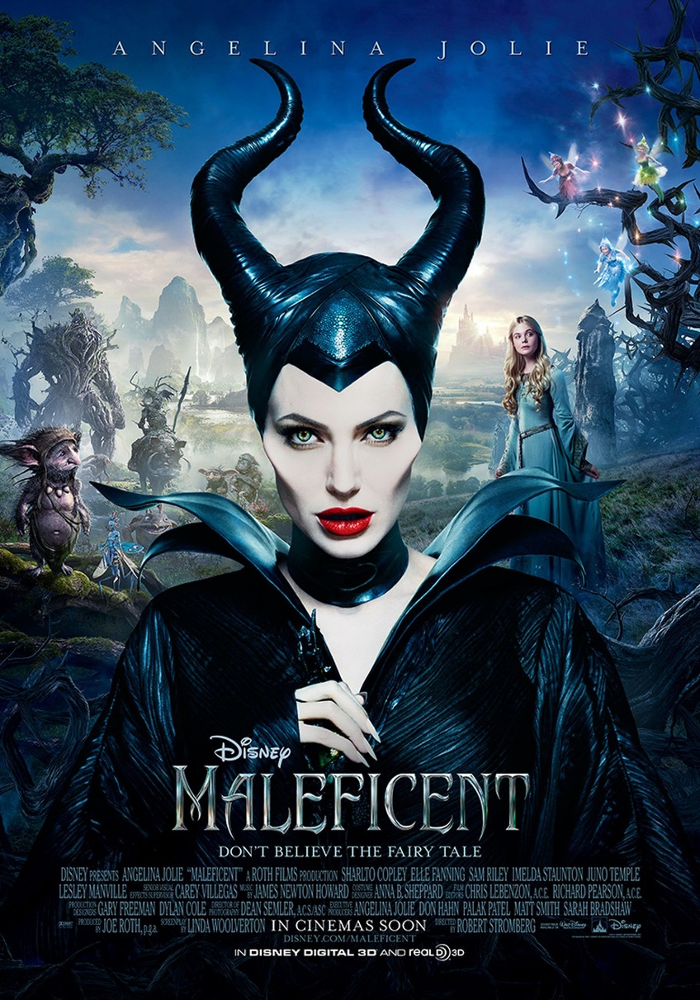 ANGELINA JOLIE
Disney
MALEFICENT
DON'T BELIEVE THE FAIRY TALE
DISNEY PRESENTS ANGELINA JOLIE "MALEFICENT" A ROTH FILMS PRODUCTION SHARLTO COPLEY ELLE FANNING SAM RILEY IMELDA STAUNTON JUNO TEMPLE
LESLEY MANVILLE SENIOR VISUAL EFFECTS SUPERVISOR CAREY VILLEGAS MUSIC BY JAMES NEWTON HOWARD COSTUME DESIGNER ANNA B. SHEPPARD FILM EDITORS CHRIS LEBENZON, A.C.E. RICHARD PEARSON, A.C.E.
PRODUCTION DESIGNERS GARY FREEMAN DYLAN COLE DIRECTOR OF PHOTOGRAPHY DEAN SEMLER, ACS/ASC EXECUTIVE PRODUCERS ANGELINA JOLIE DON HAHN PALAK PATEL MATT SMITH SARAH BRADSHAW
PRODUCED BY JOE ROTH, p.g.a. SCREENPLAY BY LINDA WOOLVERTON IN CINEMAS SOON DIRECTED BY ROBERT STROMBERG Disney
DISNEY.COM/MALEFICENT
IN DISNEY DIGITAL 3D AND REAL D 3D